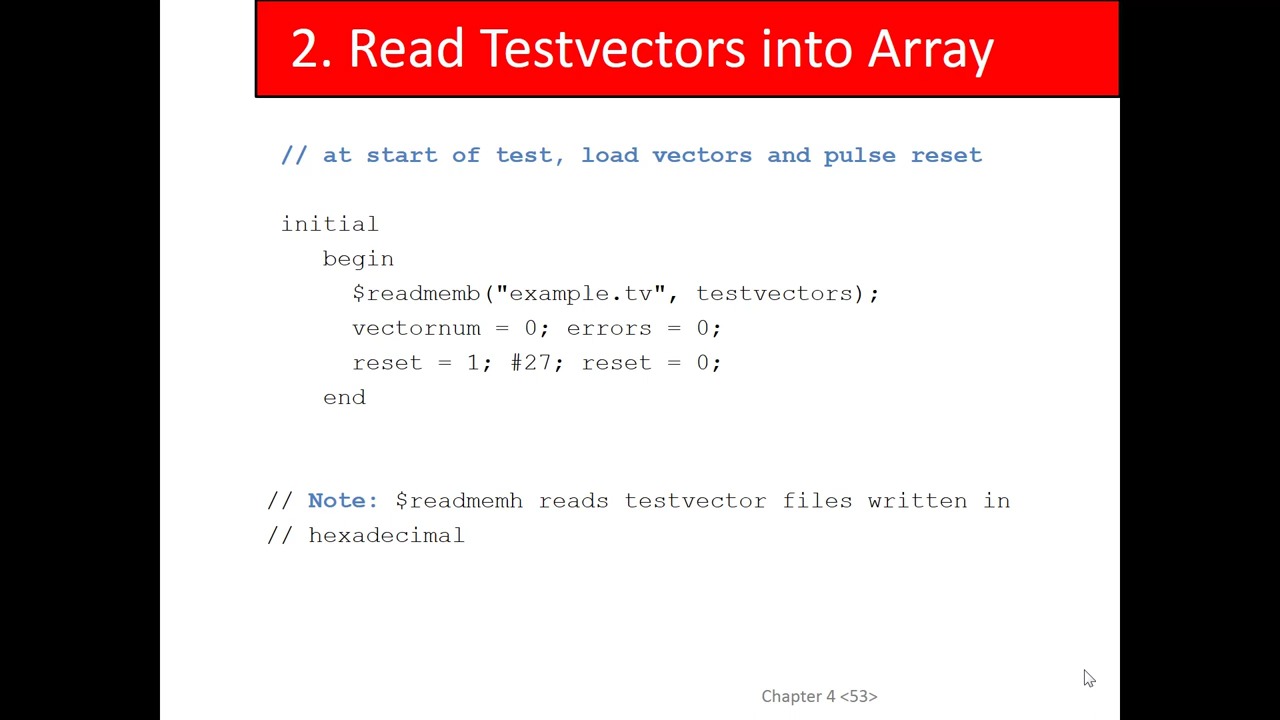 2. Read Testvectors into Array
// at start of test, load vectors and pulse reset
initial
begin
$readmemb("example.tv", testvectors);
vectornum = 0; errors = 0;
reset = 1; #27; reset = 0;
end
// Note: $readmemh reads testvector files written in
// hexadecimal
Chapter 4 <53>